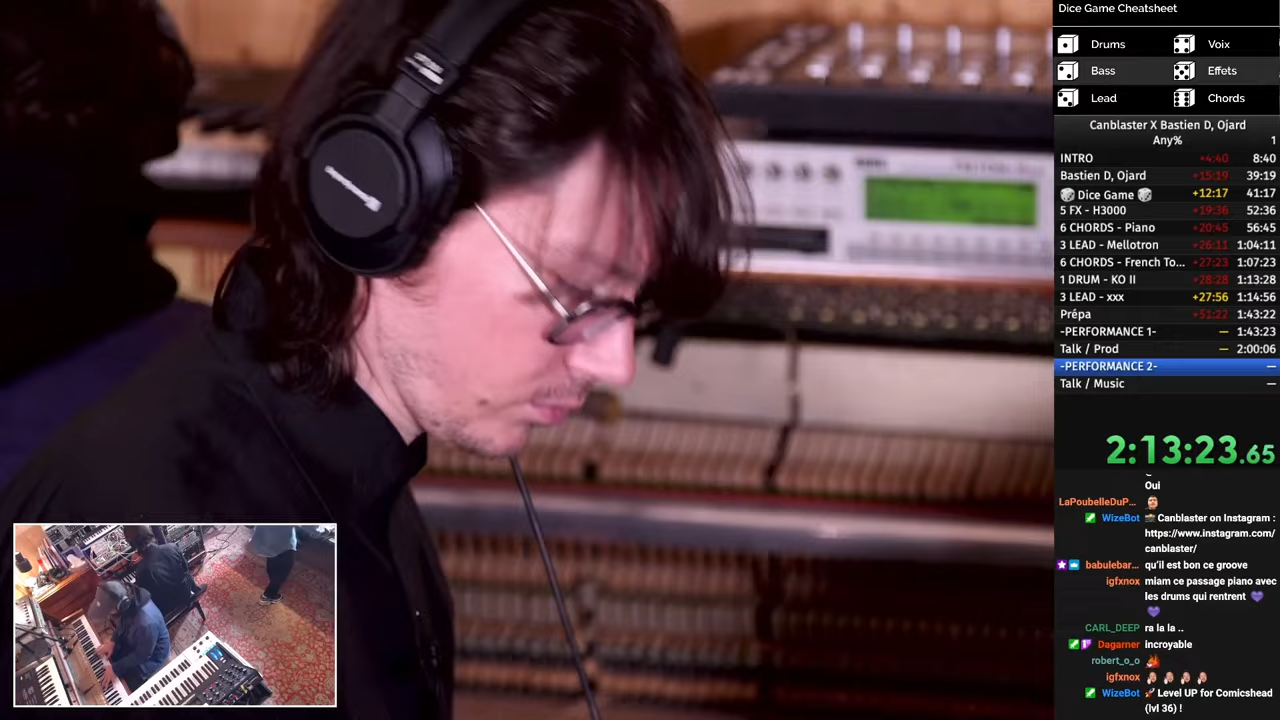 Dice Game Cheatsheet
Drums Voix
Bass Effets
Lead Chords
Canblaster X Bastien D, Ojard
Any% 1
INTRO +4:40 8:40
Bastien D, Ojard +15:19 39:19
🎲 Dice Game 🎲 +12:17 41:17
5 FX - H3000 +19:36 52:36
6 CHORDS - Piano +20:45 56:45
3 LEAD - Mellotron +26:11 1:04:11
6 CHORDS - French To... +27:23 1:07:23
1 DRUM - KO II +28:28 1:13:28
3 LEAD - xxx +27:56 1:14:56
Prépa +51:22 1:43:22
-PERFORMANCE 1- — 1:43:23
Talk / Prod — 2:00:06
-PERFORMANCE 2- —
Talk / Music —
2:13:23.65
Oui
LaPoubelleDuP...
WizeBot Canblaster on Instagram :
https://www.instagram.com/
canblaster/
babulebar... qu'il est bon ce groove
igfxnox miam ce passage piano avec
les drums qui rentrent 💜
💜
CARL_DEEP ra la la ..
Dagarner incroyable
robert_o_o
igfxnox
WizeBot 🚀 Level UP for Comicshead
(lvl 36) !